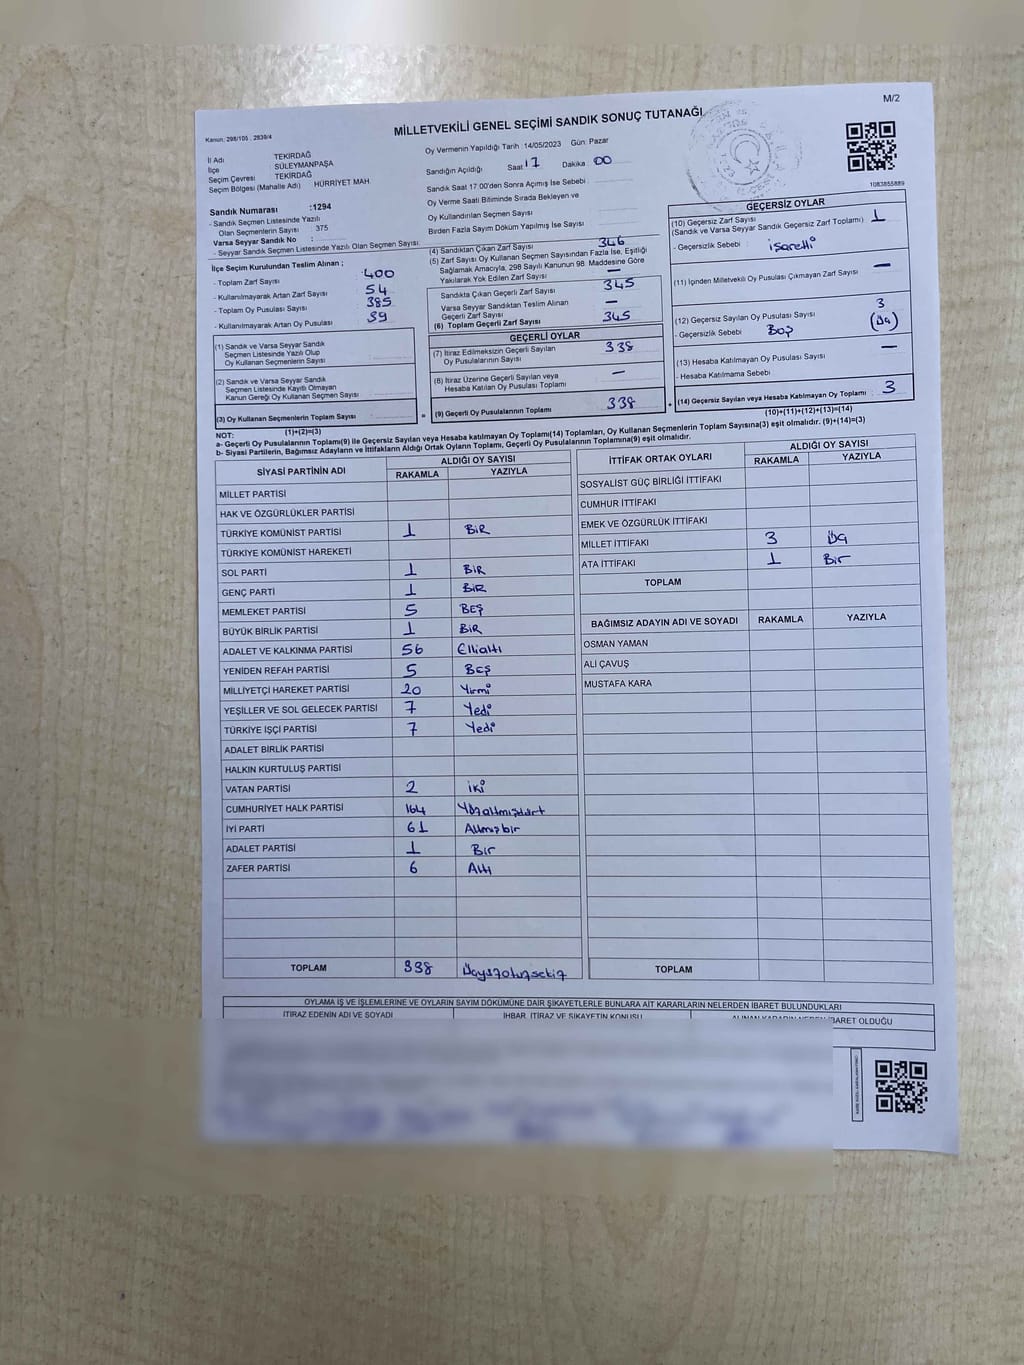 M/2
MİLLETVEKİLİ GENEL SEÇİMİ SANDIK SONUÇ TUTANAĞI
Kanun: 298/105 , 2839/4
İl Adı TEKİRDAĞ
İlçe SÜLEYMANPAŞA
Seçim Çevresi TEKİRDAĞ
Seçim Bölgesi (Mahalle Adı) HÜRRİYET MAH
Sandık Numarası :1294
- Sandık Seçmen Listesinde Yazılı
Olan Seçmenlerin Sayısı 375
Varsa Seyyar Sandık No :
- Seyyar Sandık Seçmen Listesinde Yazılı Olan Seçmen Sayısı
Oy Vermenin Yapıldığı Tarih :14/05/2023 Gün: Pazar
Sandığın Açıldığı Saat 17 Dakika 00
Sandık Saat 17:00'den Sonra Açımış İse Sebebi
Oy Verme Saati Bitiminde Sırada Bekleyen ve
Oy Kullandırılan Seçmen Sayısı
Birden Fazla Sayım Döküm Yapılmış İse Sayısı
1083855889
İlçe Seçim Kurulundan Teslim Alınan ;
- Toplam Zarf Sayısı 400
- Kullanılmayarak Artan Zarf Sayısı 54
- Toplam Oy Pusulası Sayısı 385
- Kullanılmayarak Artan Oy Pusulası 39
(1) Sandık ve Varsa Seyyar Sandık
Seçmen Listesinde Yazılı Olup
Oy Kullanan Seçmenlerin Sayısı
(2) Sandık ve Varsa Seyyar Sandık
Seçmen Listesinde Kayıtlı Olmayan
Kanun Gereği Oy Kullanan Seçmen Sayısı
(3) Oy Kullanan Seçmenlerin Toplam Sayısı
(1)+(2)=(3)
(4) Sandıktan Çıkan Zarf Sayısı 346
(5) Zarf Sayısı Oy Kullanan Seçmen Sayısından Fazla İse, Eşitliği
Sağlamak Amacıyla, 298 Sayılı Kanunun 98. Maddesine Göre
Yakılarak Yok Edilen Zarf Sayısı —
Sandıkta Çıkan Geçerli Zarf Sayısı 345
Varsa Seyyar Sandıktan Teslim Alınan
Geçerli Zarf Sayısı —
(6) Toplam Geçerli Zarf Sayısı 345
GEÇERLİ OYLAR
(7) İtiraz Edilmeksizin Geçerli Sayılan
Oy Pusulalarının Sayısı 338
(8) İtiraz Üzerine Geçerli Sayılan veya
Hesaba Katılan Oy Pusulası Toplamı —
= (9) Geçerli Oy Pusulalarının Toplamı 338
GEÇERSİZ OYLAR
(10) Geçersiz Zarf Sayısı 1
(Sandık ve Varsa Seyyar Sandık Geçersiz Zarf Toplamı)
- Geçersizlik Sebebi : işaretli
(11) İçinden Milletvekili Oy Pusulası Çıkmayan Zarf Sayısı —
(12) Geçersiz Sayılan Oy Pusulası Sayısı 3
- Geçersizlik Sebebi Boş (Üç)
(13) Hesaba Katılmayan Oy Pusulası Sayısı —
- Hesaba Katılmama Sebebi
+ (14) Geçersiz Sayılan veya Hesaba Katılmayan Oy Toplamı : 3
(10)+(11)+(12)+(13)=(14)
NOT:
a- Geçerli Oy Pusulalarının Toplamı(9) ile Geçersiz Sayılan veya Hesaba katılmayan Oy Toplamı(14) Toplamları, Oy Kullanan Seçmenlerin Toplam Sayısına(3) eşit olmalıdır. (9)+(14)=(3)
b- Siyasi Partilerin, Bağımsız Adayların ve İttifakların Aldığı Ortak Oyların Toplamı, Geçerli Oy Pusulalarının Toplamına(9) eşit olmalıdır.
SİYASİ PARTİNİN ADI ALDIĞI OY SAYISI
RAKAMLA YAZIYLA
MİLLET PARTİSİ
HAK VE ÖZGÜRLÜKLER PARTİSİ
TÜRKİYE KOMÜNİST PARTİSİ 1 BİR
TÜRKİYE KOMÜNİST HAREKETİ
SOL PARTİ 1 BİR
GENÇ PARTİ 1 BİR
MEMLEKET PARTİSİ 5 BEŞ
BÜYÜK BİRLİK PARTİSİ 1 BİR
ADALET VE KALKINMA PARTİSİ 56 Ellialtı
YENİDEN REFAH PARTİSİ 5 BEŞ
MİLLİYETÇİ HAREKET PARTİSİ 20 Yirmi
YEŞİLLER VE SOL GELECEK PARTİSİ 7 Yedi
TÜRKİYE İŞÇİ PARTİSİ 7 Yedi
ADALET BİRLİK PARTİSİ
HALKIN KURTULUŞ PARTİSİ
VATAN PARTİSİ 2 iki
CUMHURİYET HALK PARTİSİ 164 Yüzaltmışdört
İYİ PARTİ 61 Altmışbir
ADALET PARTİSİ 1 Bir
ZAFER PARTİSİ 6 Altı
TOPLAM 338 Üçyüzotuzsekiz
İTTİFAK ORTAK OYLARI ALDIĞI OY SAYISI
RAKAMLA YAZIYLA
SOSYALİST GÜÇ BİRLİĞİ İTTİFAKI
CUMHUR İTTİFAKI
EMEK VE ÖZGÜRLÜK İTTİFAKI
MİLLET İTTİFAKI 3 Üç
ATA İTTİFAKI 1 Bir
TOPLAM
BAĞIMSIZ ADAYIN ADI VE SOYADI RAKAMLA YAZIYLA
OSMAN YAMAN
ALİ ÇAVUŞ
MUSTAFA KARA
TOPLAM
OYLAMA İŞ VE İŞLEMLERİNE VE OYLARIN SAYIM DÖKÜMÜNE DAİR ŞİKAYETLERLE BUNLARA AİT KARARLARIN NELERDEN İBARET BULUNDUKLARI
İTİRAZ EDENİN ADI VE SOYADI İHBAR, İTİRAZ VE ŞİKAYETİN KONUSU ALINAN KARARIN NEDEN İBARET OLDUĞU